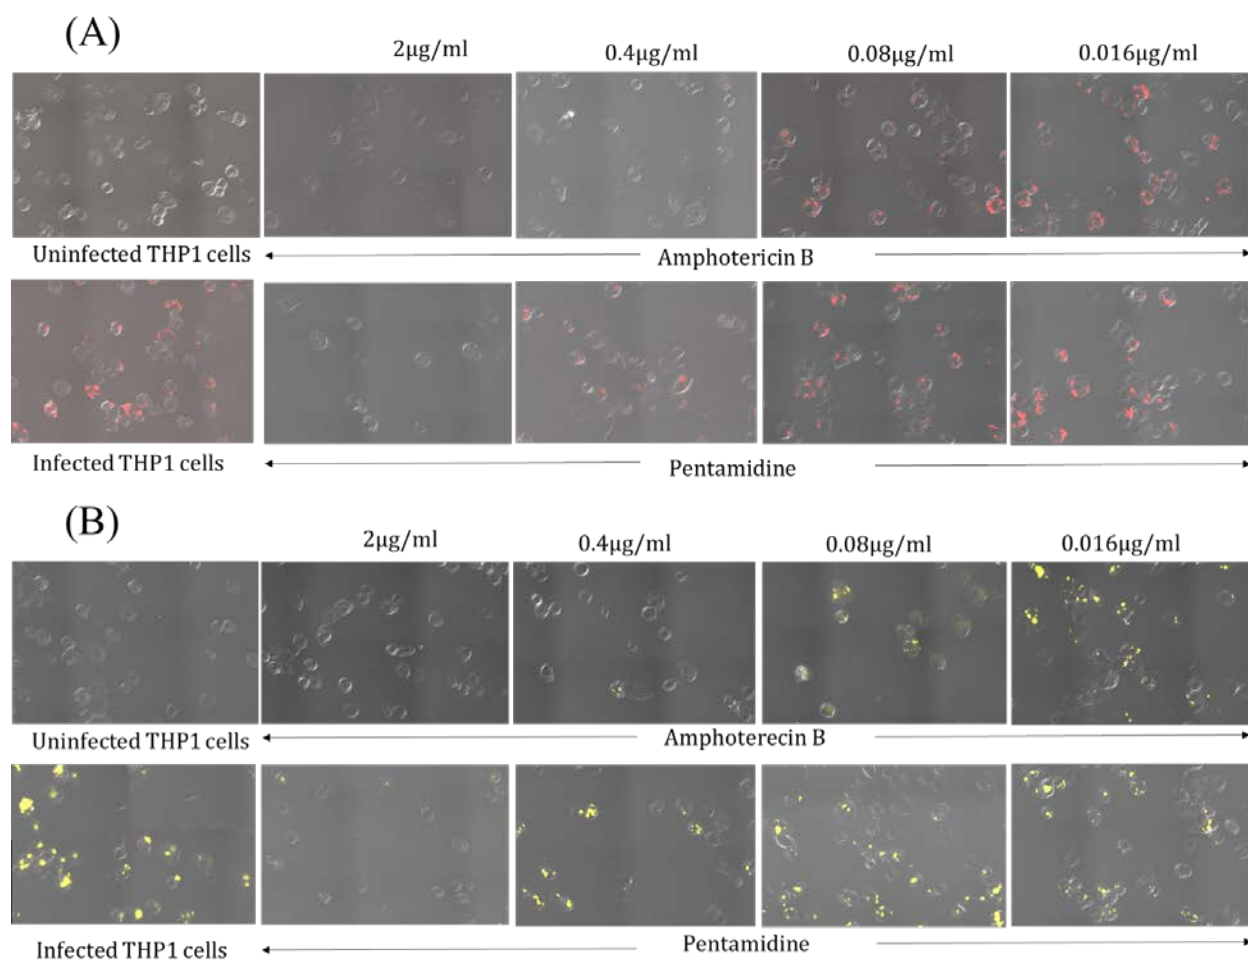 (A)
2μg/ml 0.4μg/ml 0.08μg/ml 0.016μg/ml
Uninfected THP1 cells Amphotericin B
Infected THP1 cells Pentamidine
(B)
2μg/ml 0.4μg/ml 0.08μg/ml 0.016μg/ml
Uninfected THP1 cells Amphoterecin B
Infected THP1 cells Pentamidine